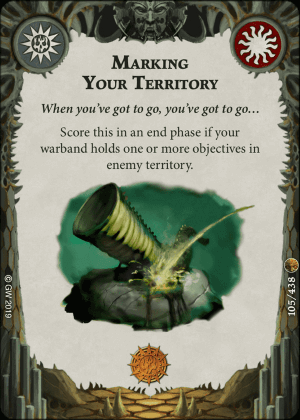 Marking
Your Territory
When you've got to go, you've got to go…
Score this in an end phase if your
warband holds one or more objectives in
enemy territory.
© GW 2019
105/438